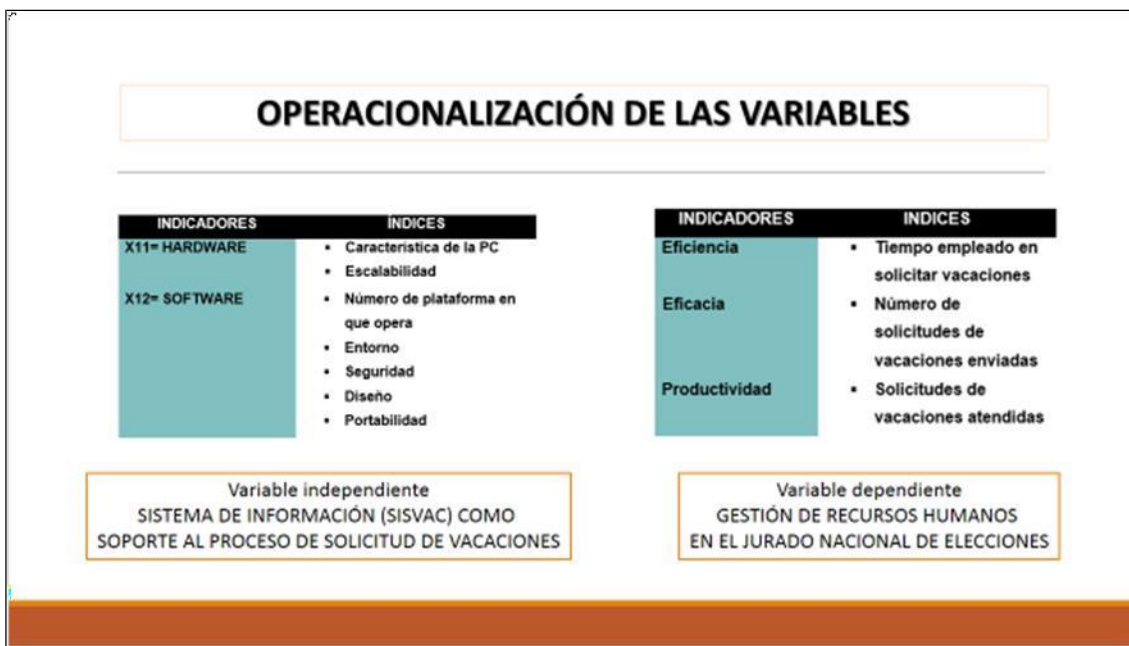 OPERACIONALIZACIÓN DE LAS VARIABLES
INDICADORES ÍNDICES
X11= HARDWARE ▪ Característica de la PC
▪ Escalabilidad
X12= SOFTWARE ▪ Número de plataforma en
que opera
▪ Entorno
▪ Seguridad
▪ Diseño
▪ Portabilidad
Variable independiente
SISTEMA DE INFORMACIÓN (SISVAC) COMO
SOPORTE AL PROCESO DE SOLICITUD DE VACACIONES
INDICADORES INDICES
Eficiencia ▪ Tiempo empleado en
solicitar vacaciones
Eficacia ▪ Número de
solicitudes de
vacaciones enviadas
Productividad ▪ Solicitudes de
vacaciones atendidas
Variable dependiente
GESTIÓN DE RECURSOS HUMANOS
EN EL JURADO NACIONAL DE ELECCIONES